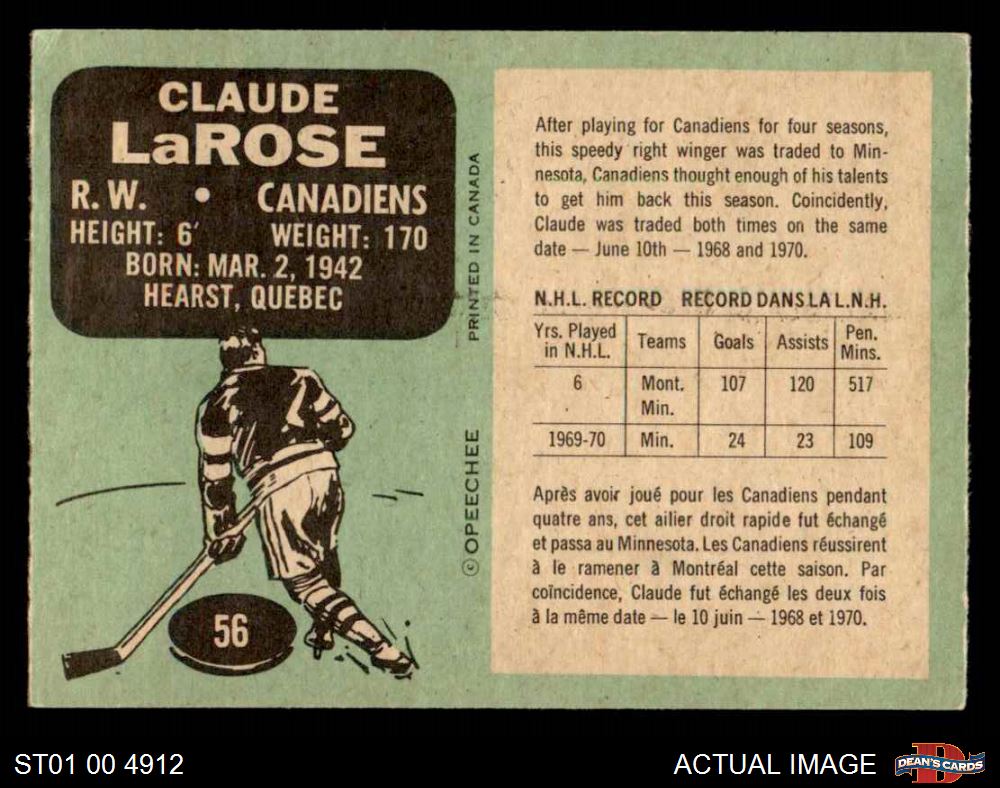 CLAUDE
LaROSE
R. W. • CANADIENS
HEIGHT: 6' WEIGHT: 170
BORN: MAR. 2, 1942
HEARST, QUEBEC
56
PRINTED IN CANADA
© OPEECHEE
After playing for Canadiens for four seasons,
this speedy right winger was traded to Min-
nesota, Canadiens thought enough of his talents
to get him back this season. Coincidently,
Claude was traded both times on the same
date — June 10th — 1968 and 1970.
N.H.L. RECORD RECORD DANS LA L.N.H.
Yrs. Played in N.H.L. Teams Goals Assists Pen. Mins.
6 Mont. 107 120 517
Min.
1969-70 Min. 24 23 109
Après avoir joué pour les Canadiens pendant
quatre ans, cet ailier droit rapide fut échangé
et passa au Minnesota. Les Canadiens réussirent
à le ramener à Montréal cette saison. Par
coïncidence, Claude fut échangé les deux fois
à la même date — le 10 juin — 1968 et 1970.
ST01 00 4912
ACTUAL IMAGE
DEAN'S CARDS